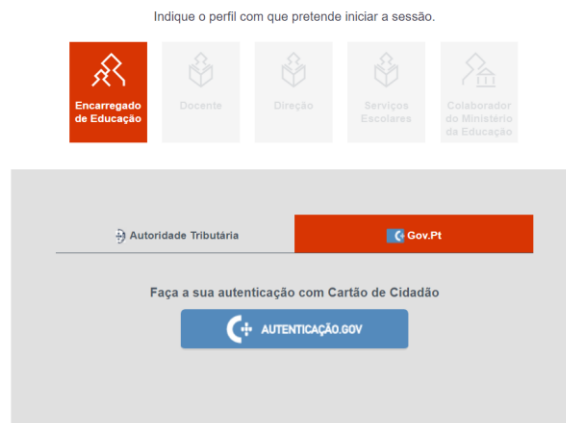 Indique o perfil com que pretende iniciar a sessão.
Encarregado
de Educação
Docente
Direção
Serviços
Escolares
Colaborador
do Ministério
da Educação
Autoridade Tributária
Gov.Pt
Faça a sua autenticação com Cartão de Cidadão
AUTENTICAÇÃO.GOV